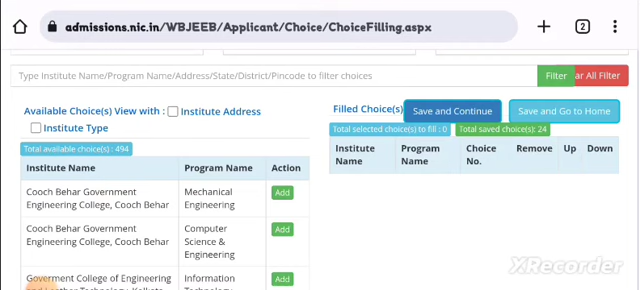 admissions.nic.in/WBJEEB/Applicant/Choice/ChoiceFilling.aspx
2
Type Institute Name/Program Name/Address/State/District/Pincode to filter choices
Filter
ar All Filter
Available Choice(s) View with : Institute Address
Institute Type
Total available choice(s) : 494
Institute Name Program Name Action
Cooch Behar Government Engineering College, Cooch Behar
Mechanical Engineering
Add
Cooch Behar Government Engineering College, Cooch Behar
Computer Science & Engineering
Add
Goverment College of Engineering
Information
Add
Filled Choice(s)
Save and Continue
Save and Go to Home
Total selected choice(s) to fill : 0
Total saved choice(s): 24
Institute Name
Program Name
Choice No.
Remove
Up
Down
XRecorder